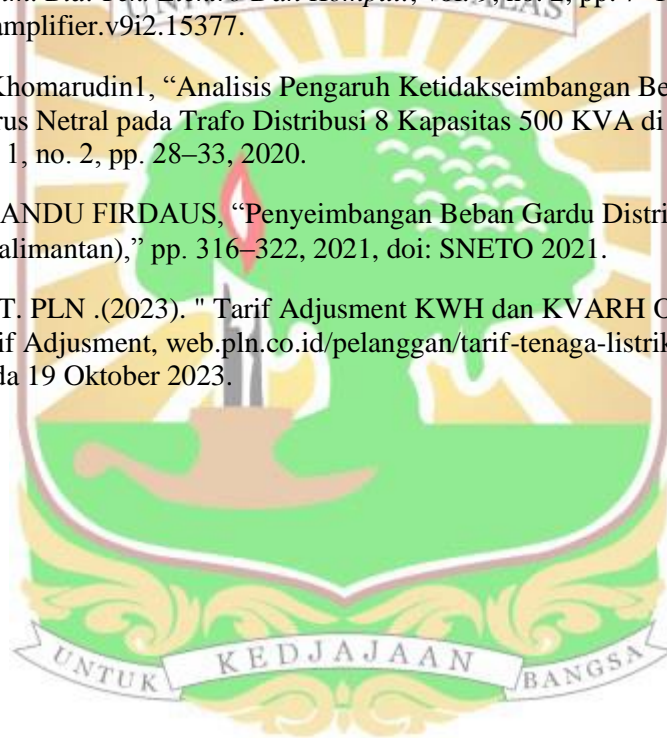 amplifier.v9i2.15377.
Khomarudin1, “Analisis Pengaruh Ketidakseimbangan Be
rus Netral pada Trafo Distribusi 8 Kapasitas 500 KVA di
1, no. 2, pp. 28–33, 2020.
ANDU FIRDAUS, “Penyeimbangan Beban Gardu Distri
alimantan),” pp. 316–322, 2021, doi: SNETO 2021.
T. PLN .(2023). " Tarif Adjusment KWH dan KVARH O
if Adjusment, web.pln.co.id/pelanggan/tarif-tenaga-listrik
da 19 Oktober 2023.
UNTUK KEDJAJAAN BANGSA